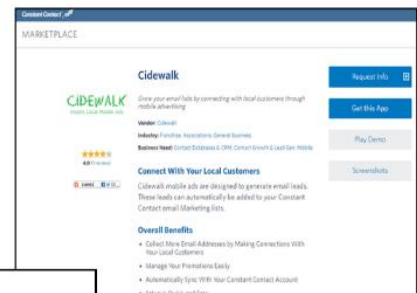 Constant Contact
MARKETPLACE
Cidewalk
CIDEWALK
Grow your email lists by connecting with local customers through
mobile advertising
Vendor: Cidewalk
Industry: Franchise, Associations, General Business
Business Need: Contact Databases & CRM, Contact Growth & Lead Gen, Mobile
Connect With Your Local Customers
Cidewalk mobile ads are designed to generate email leads.
These leads can automatically be added to your Constant
Contact email Marketing lists.
Overall Benefits
• Collect More Email Addresses by Making Connections With
Your Local Customers
• Manage Your Promotions Easily
• Automatically Sync With Your Constant Contact Account
Request Info
Get this App
Play Demo
Screenshots